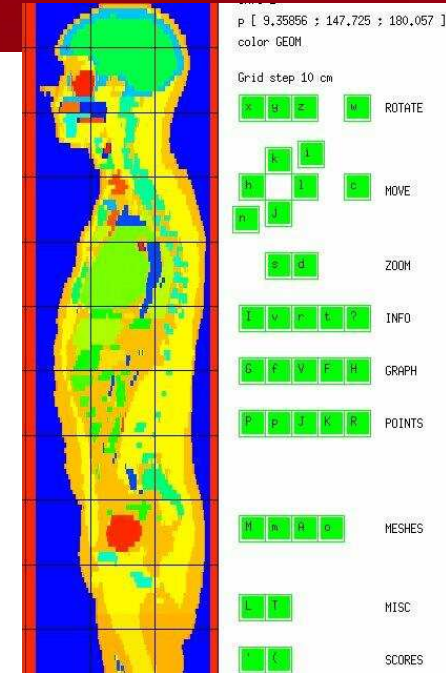 p [ 9.35856 ; 147.725 ; 180.057 ]
color GEOM
Grid step 10 cm
x y z w ROTATE
k i
h l c MOVE
n j
s d ZOOM
I v r t ? INFO
G f V F H GRAPH
P p J K R POINTS
M m A o MESHES
L T MISC
' ( SCORES